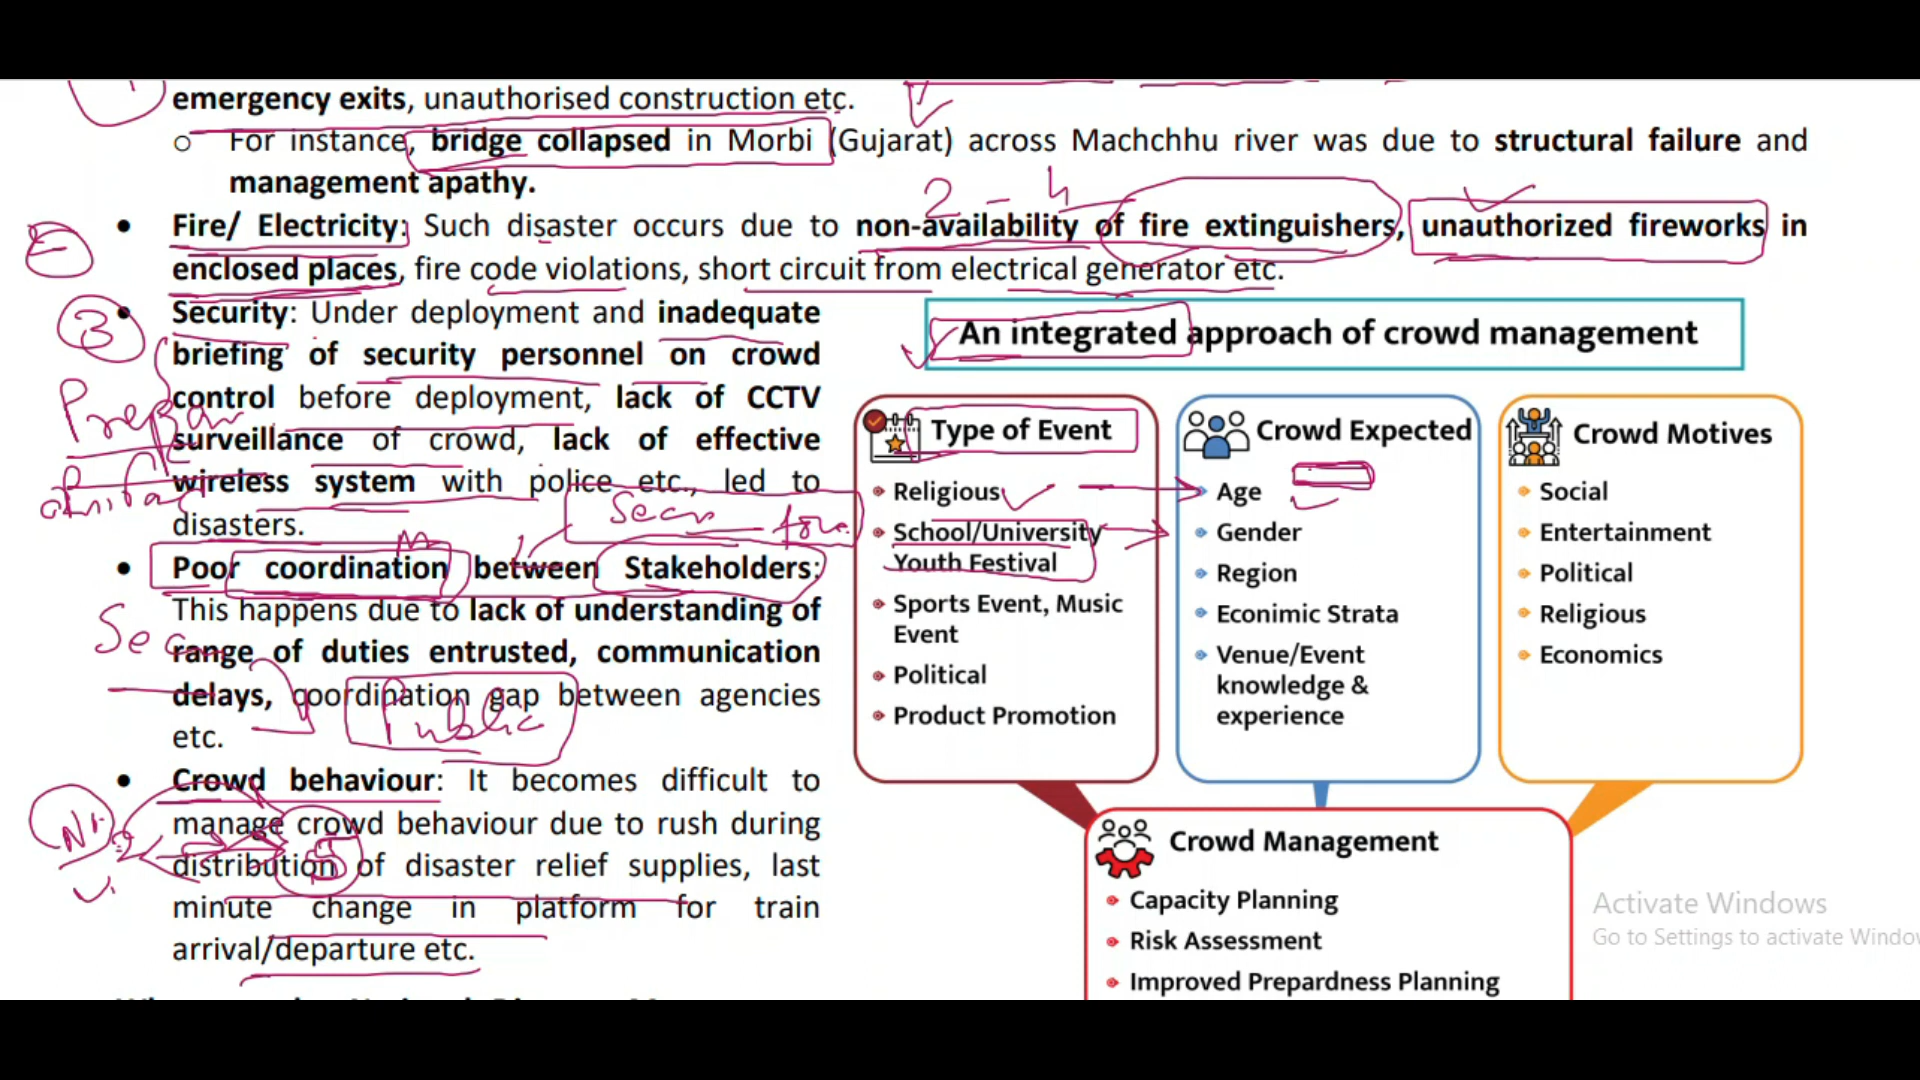 emergency exits, unauthorised construction etc.
o For instance, bridge collapsed in Morbi (Gujarat) across Machchhu river was due to structural failure and
management apathy.
2 - 4
• Fire/ Electricity: Such disaster occurs due to non-availability of fire extinguishers, unauthorized fireworks in
enclosed places, fire code violations, short circuit from electrical generator etc.
3
• Security: Under deployment and inadequate
briefing of security personnel on crowd
control before deployment, lack of CCTV
surveillance of crowd, lack of effective
wireless system with police etc., led to
disasters.
• Poor coordination between Stakeholders:
This happens due to lack of understanding of
range of duties entrusted, communication
delays, coordination gap between agencies
etc.
Public
• Crowd behaviour: It becomes difficult to
manage crowd behaviour due to rush during
distribution of disaster relief supplies, last
minute change in platform for train
arrival/departure etc.
An integrated approach of crowd management
Type of Event
Religious
School/University
Youth Festival
Sports Event, Music
Event
Political
Product Promotion
Crowd Expected
Age
Gender
Region
Econimic Strata
Venue/Event
knowledge &
experience
Crowd Motives
Social
Entertainment
Political
Religious
Economics
Crowd Management
Capacity Planning
Risk Assessment
Improved Prepardness Planning
Activate Windows
Go to Settings to activate Window